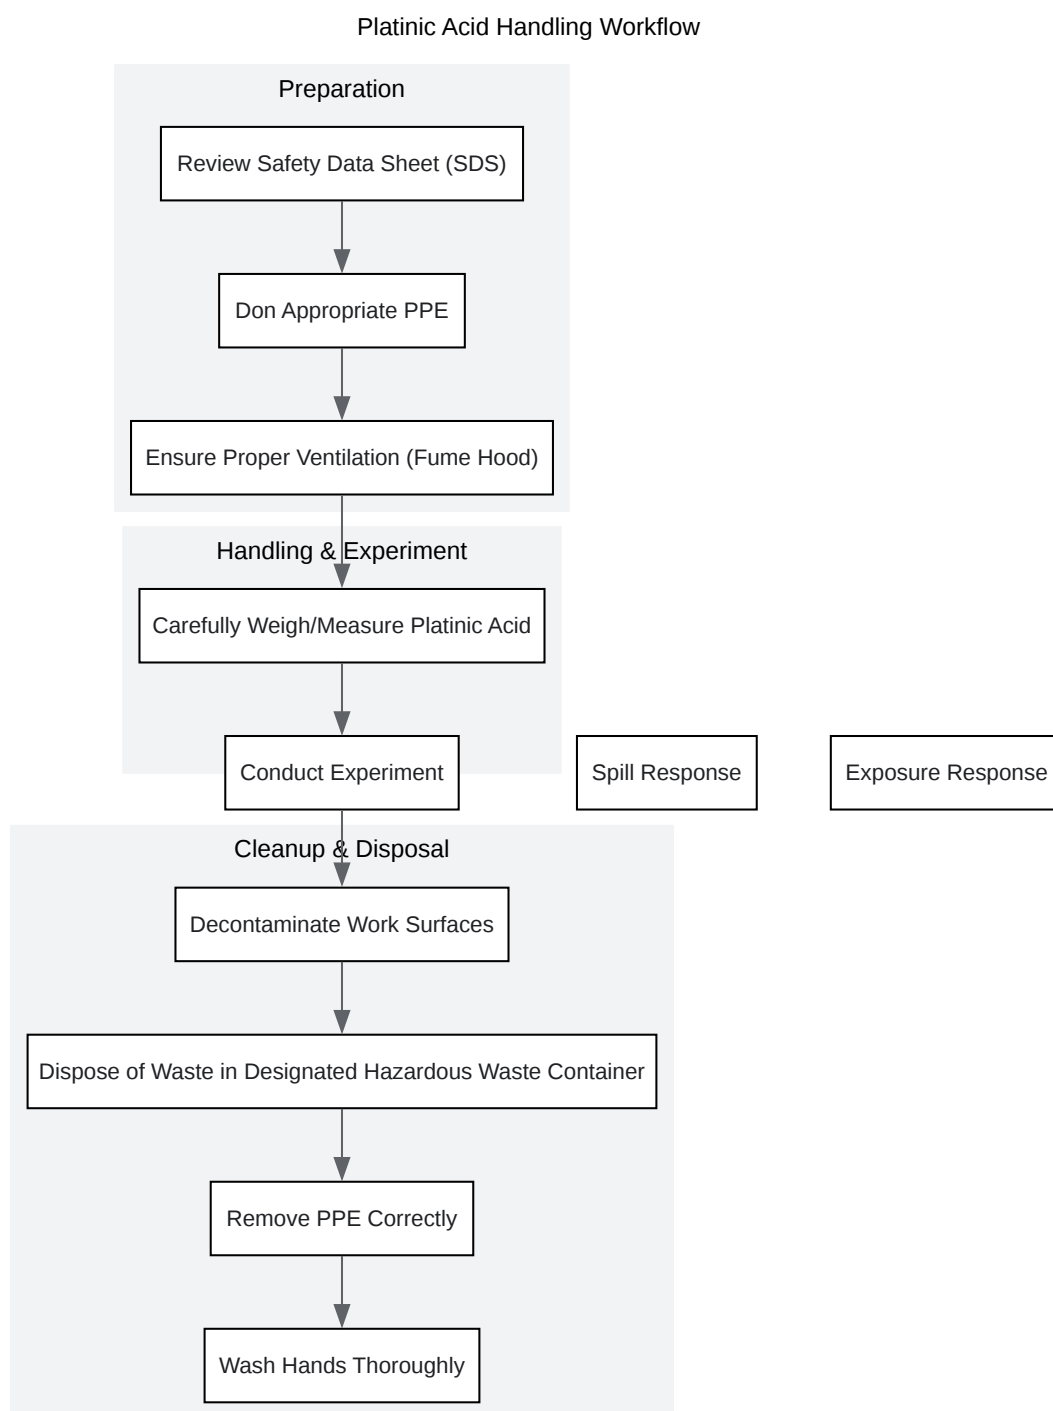 Platinic Acid Handling Workflow
Preparation
Review Safety Data Sheet (SDS)
Don Appropriate PPE
Ensure Proper Ventilation (Fume Hood)
Handling & Experiment
Carefully Weigh/Measure Platinic Acid
Conduct Experiment
Spill Response
Exposure Response
Cleanup & Disposal
Decontaminate Work Surfaces
Dispose of Waste in Designated Hazardous Waste Container
Remove PPE Correctly
Wash Hands Thoroughly